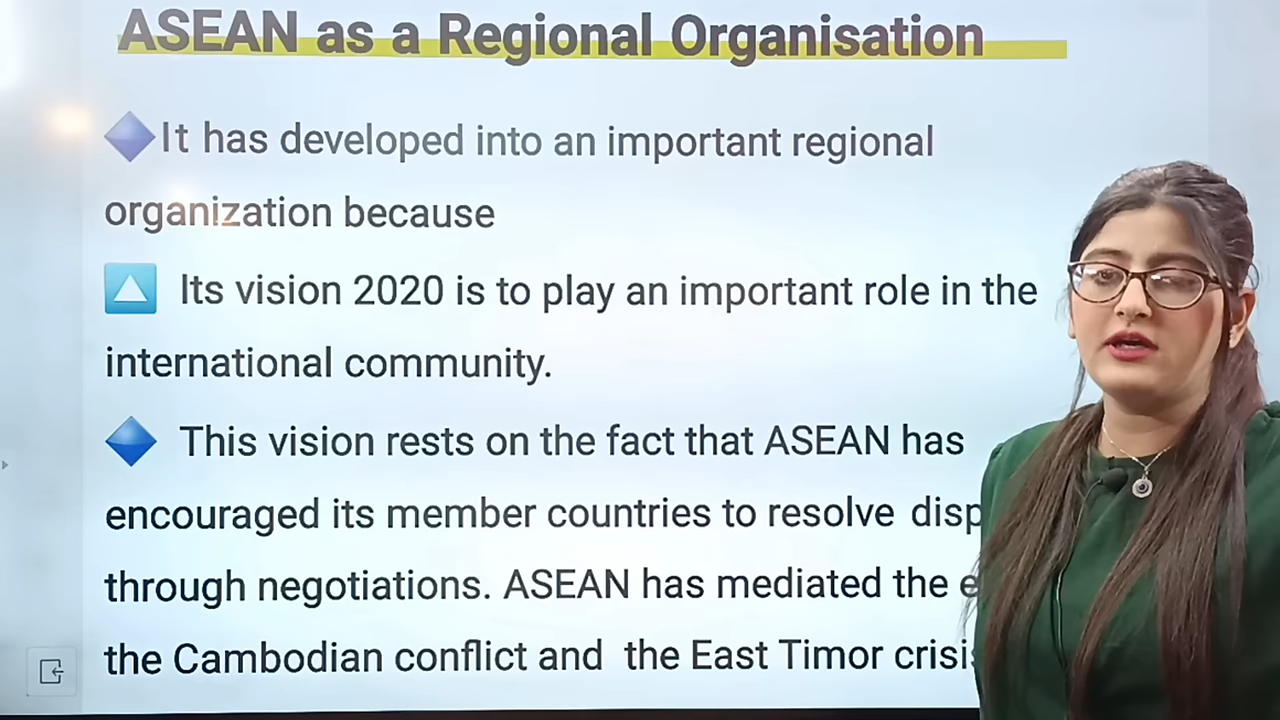 ASEAN as a Regional Organisation
It has developed into an important regional
organization because
Its vision 2020 is to play an important role in the
international community.
This vision rests on the fact that ASEAN has
encouraged its member countries to resolve
through negotiations. ASEAN has mediated the
the Cambodian conflict and the East Timor